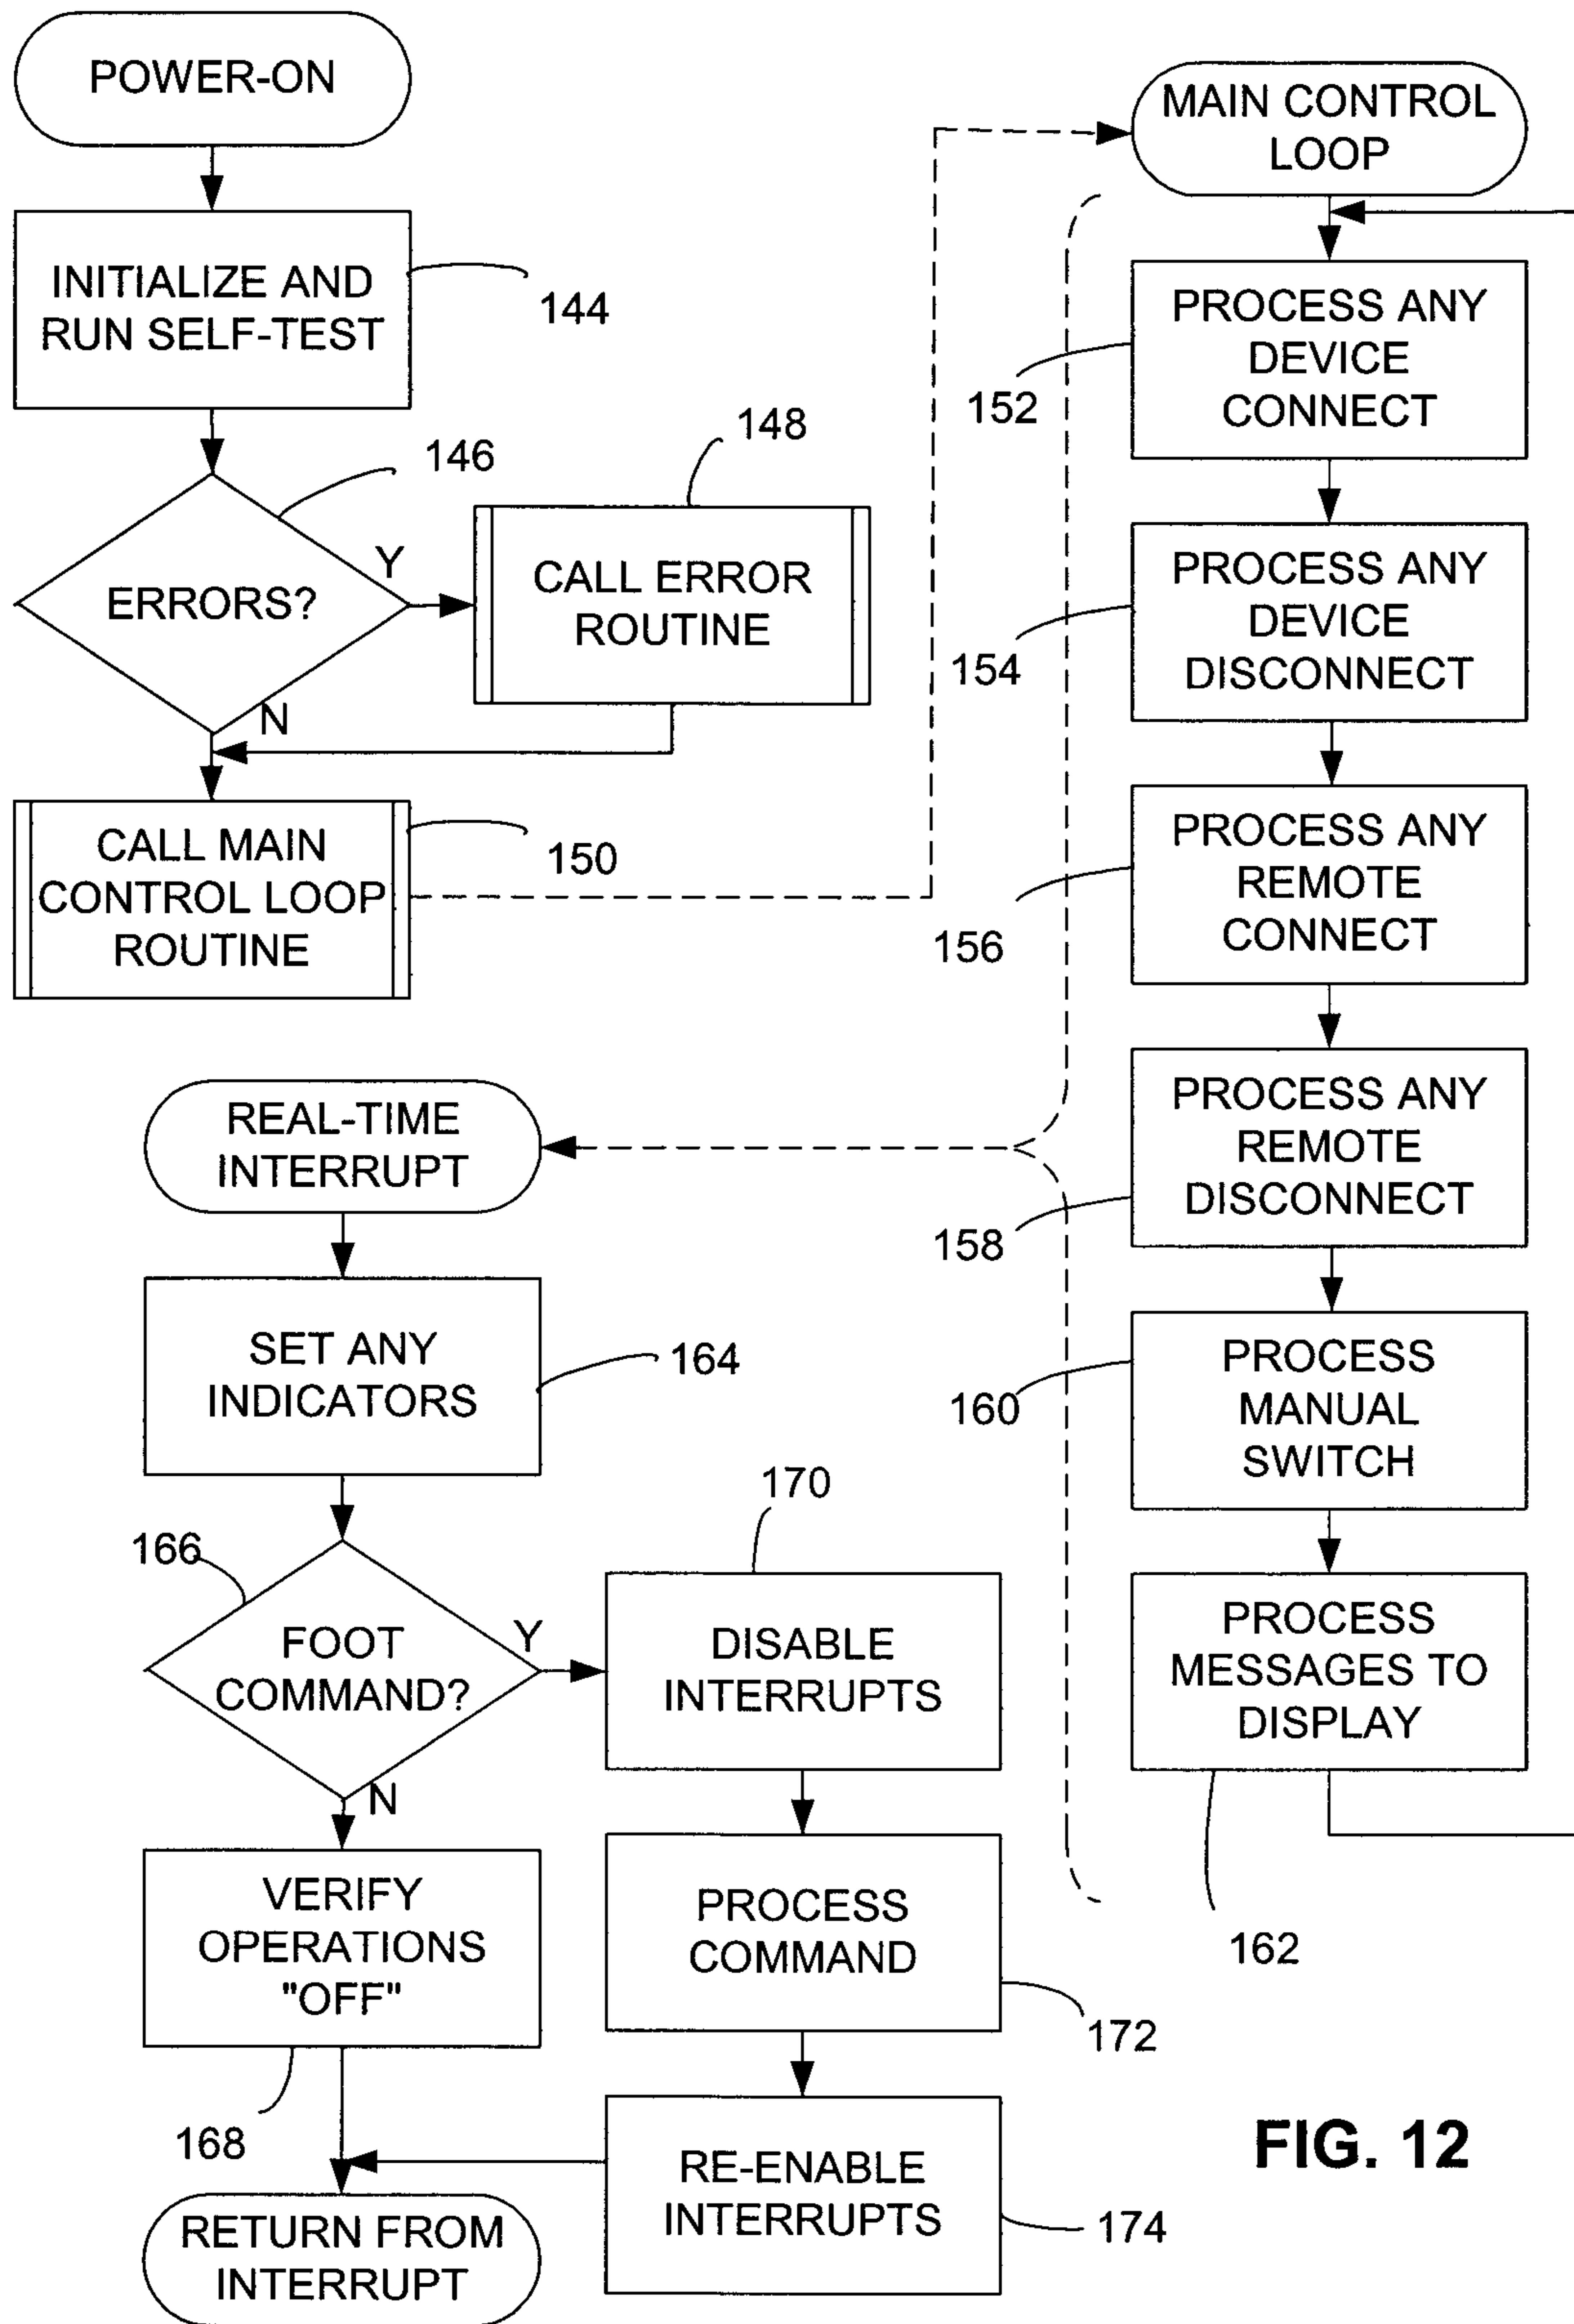 POWER-ON
INITIALIZE AND
RUN SELF-TEST
144
146
ERRORS?
Y
N
148
CALL ERROR
ROUTINE
CALL MAIN
CONTROL LOOP
ROUTINE
150
MAIN CONTROL
LOOP
PROCESS ANY
DEVICE
CONNECT
152
PROCESS ANY
DEVICE
DISCONNECT
154
PROCESS ANY
REMOTE
CONNECT
156
PROCESS ANY
REMOTE
DISCONNECT
158
PROCESS
MANUAL
SWITCH
160
PROCESS
MESSAGES TO
DISPLAY
162
REAL-TIME
INTERRUPT
SET ANY
INDICATORS
164
166
FOOT
COMMAND?
Y
N
170
DISABLE
INTERRUPTS
VERIFY
OPERATIONS
"OFF"
168
PROCESS
COMMAND
172
RE-ENABLE
INTERRUPTS
174
RETURN FROM
INTERRUPT
FIG. 12